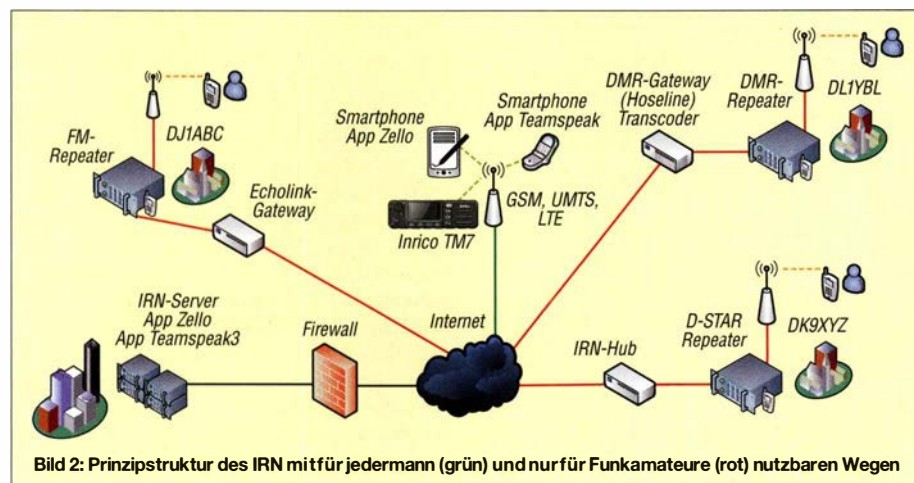 FM-
Repeater
DJ1ABC
Echolink-
Gateway
Smartphone
App Zello
Smartphone
App Teamspeak
Inrico TM7
GSM, UMTS,
LTE
DMR-Gateway
(Hoseline)
Transcoder
DMR-
Repeater
DL1YBL
IRN-Server
App Zello
App Teamspeak3
Firewall
Internet
IRN-Hub
D-STAR
Repeater
DK9XYZ
Bild 2: Prinzipstruktur des IRN mit für jedermann (grün) und nur für Funkamateure (rot) nutzbaren Wegen